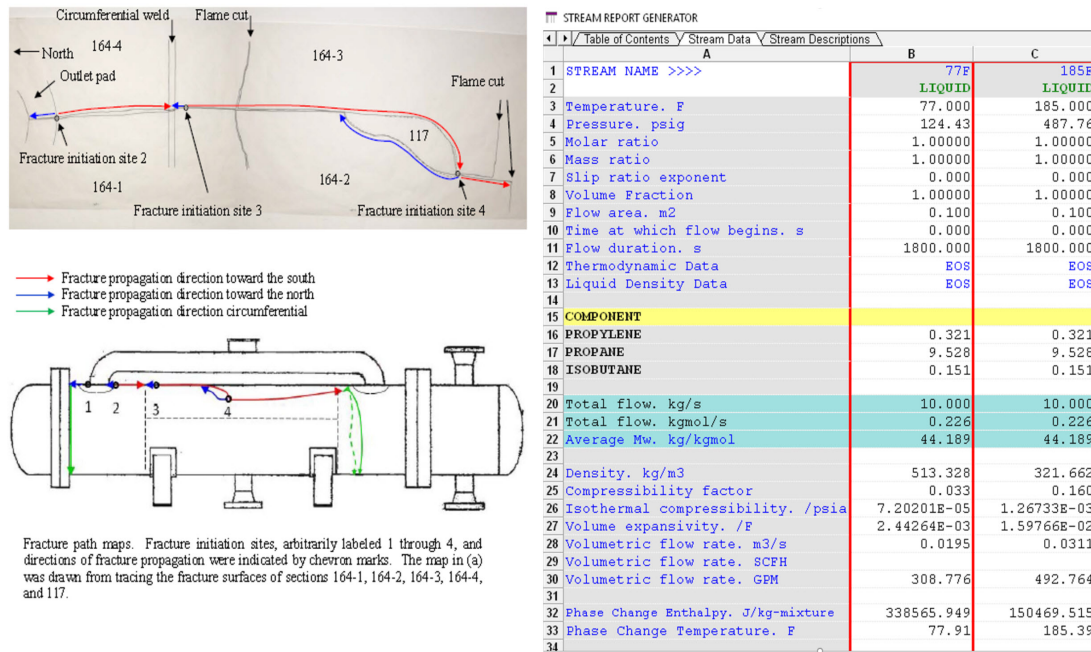 Circumferential weld
Flame cut
164-4
North
164-3
Outlet pad
Flame cut
117
Fracture initiation site 2
164-1
164-2
Fracture initiation site 3
Fracture initiation site 4
Fracture propagation direction toward the south
Fracture propagation direction toward the north
Fracture propagation direction circumferential
1 2 3 4
Fracture path maps. Fracture initiation sites, arbitrarily labeled 1 through 4, and
directions of fracture propagation were indicated by chevron marks. The map in (a)
was drawn from tracing the fracture surfaces of sections 164-1, 164-2, 164-3, 164-4,
and 117.
STREAM REPORT GENERATOR
Table of Contents Stream Data Stream Descriptions
A B C
1 STREAM NAME >>>> 77F 185F
2 LIQUID LIQUID
3 Temperature. F 77.000 185.000
4 Pressure. psig 124.43 487.76
5 Molar ratio 1.00000 1.00000
6 Mass ratio 1.00000 1.00000
7 Slip ratio exponent 0.000 0.000
8 Volume Fraction 1.00000 1.00000
9 Flow area. m2 0.100 0.100
10 Time at which flow begins. s 0.000 0.000
11 Flow duration. s 1800.000 1800.000
12 Thermodynamic Data EOS EOS
13 Liquid Density Data EOS EOS
14
15 COMPONENT
16 PROPYLENE 0.321 0.321
17 PROPANE 9.528 9.528
18 ISOBUTANE 0.151 0.151
19
20 Total flow. kg/s 10.000 10.000
21 Total flow. kgmol/s 0.226 0.226
22 Average Mw. kg/kgmol 44.189 44.189
23
24 Density. kg/m3 513.328 321.662
25 Compressibility factor 0.033 0.160
26 Isothermal compressibility. /psia 7.20201E-05 1.26733E-03
27 Volume expansivity. /F 2.44264E-03 1.59766E-02
28 Volumetric flow rate. m3/s 0.0195 0.0311
29 Volumetric flow rate. SCFH
30 Volumetric flow rate. GPM 308.776 492.764
31
32 Phase Change Enthalpy. J/kg-mixture 338565.949 150469.515
33 Phase Change Temperature. F 77.91 185.39
34